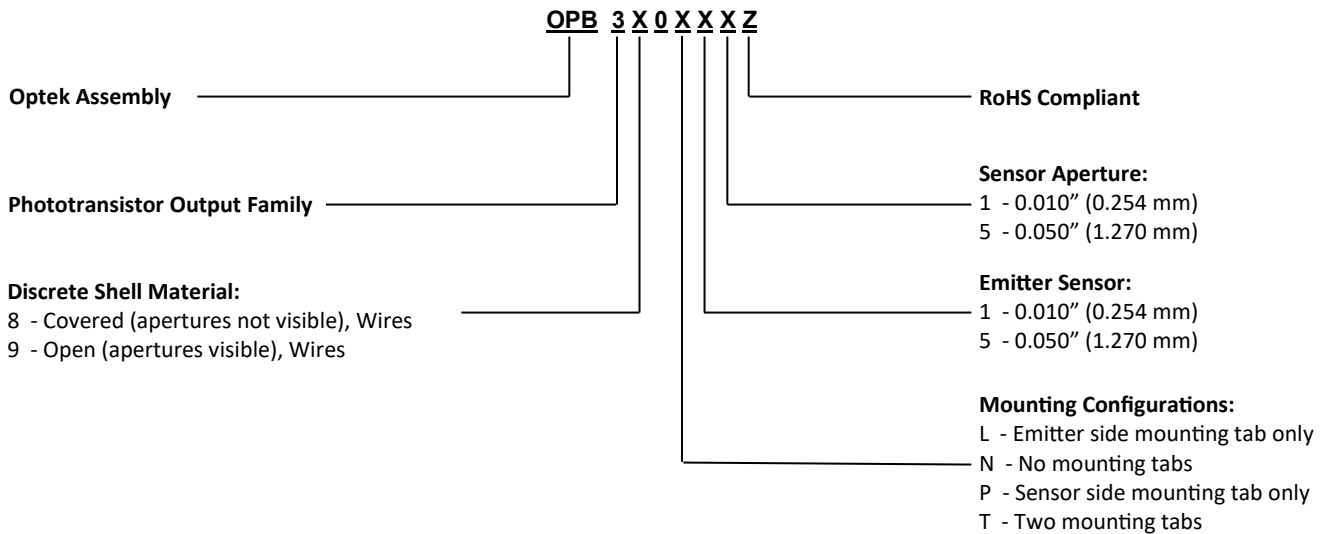 OPB 3 X 0 X X X Z
Optek Assembly
RoHS Compliant
Phototransistor Output Family
Sensor Aperture:
1 - 0.010” (0.254 mm)
5 - 0.050” (1.270 mm)
Discrete Shell Material:
8 - Covered (apertures not visible), Wires
9 - Open (apertures visible), Wires
Emitter Sensor:
1 - 0.010” (0.254 mm)
5 - 0.050” (1.270 mm)
Mounting Configurations:
L - Emitter side mounting tab only
N - No mounting tabs
P - Sensor side mounting tab only
T - Two mounting tabs